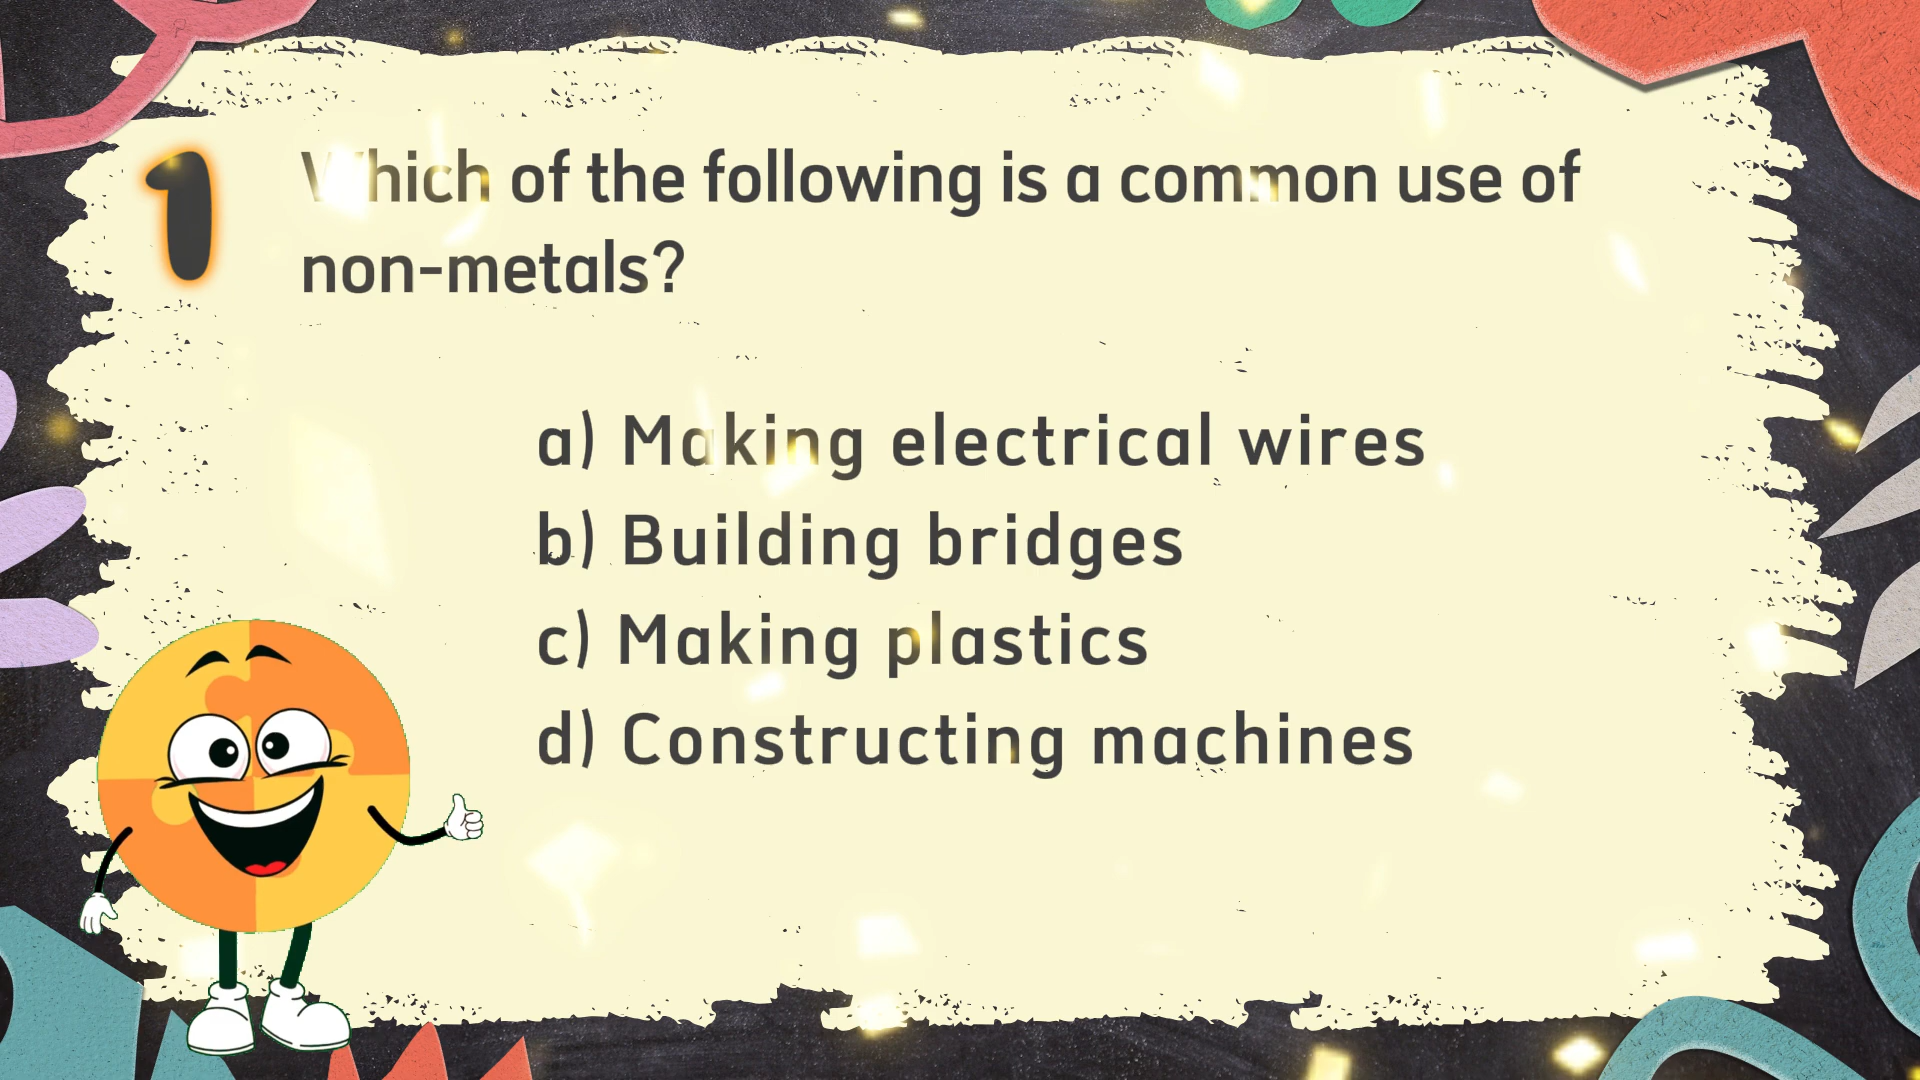 1
Which of the following is a common use of
non-metals?
a) Making electrical wires
b) Building bridges
c) Making plastics
d) Constructing machines